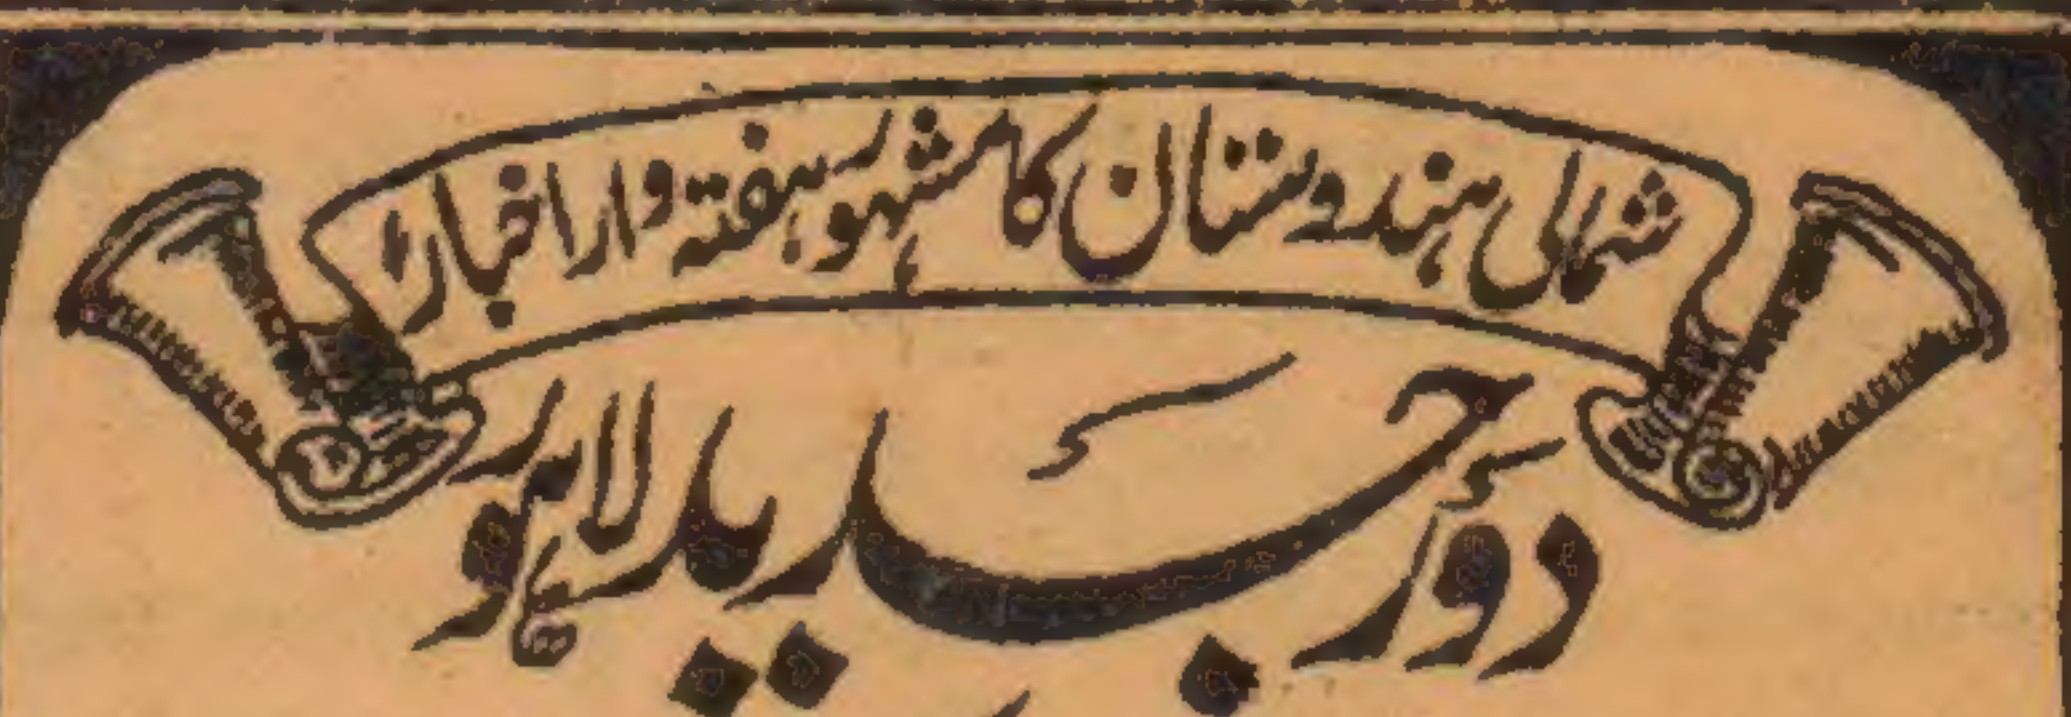 شمالی ہندوستان کا مشہور ہفتہ وار اخبار
دورِ جدید لاہور